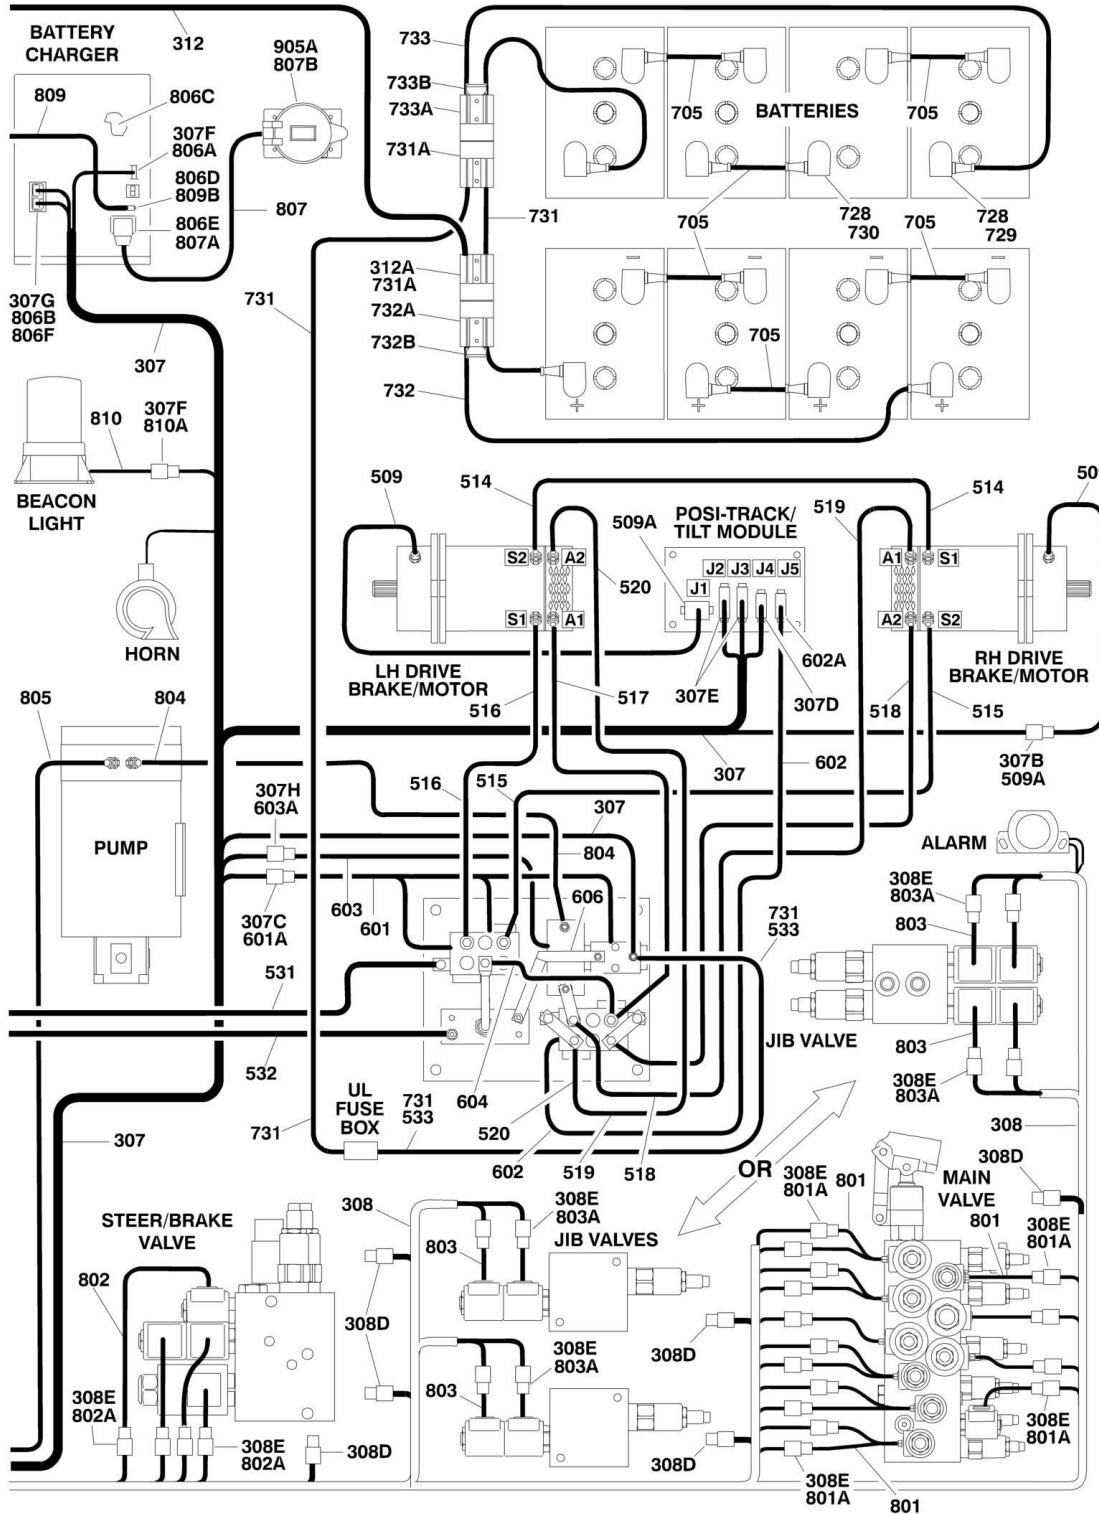 312
BATTERY
CHARGER
809
806C
307F
806A
806D
809B
806E
807A
307G
806B
806F
307
905A
807B
807
733
733B
733A
731A
731
731
312A
731A
732A
732B
732
705
705
BATTERIES
705
728
730
705
728
729
705
705
BEACON
LIGHT
810
307F
810A
HORN
509
514
S2
A2
S1
A1
520
LH DRIVE
BRAKE/MOTOR
516
517
509A
POSI-TRACK/
TILT MODULE
J1
J2
J3
J4
J5
602A
307E
307D
519
514
509
A1
S1
A2
S2
RH DRIVE
BRAKE/MOTOR
518
515
307
602
307B
509A
805
804
PUMP
307H
603A
516
515
307
804
603
601
606
307C
601A
731
533
531
532
ALARM
308E
803A
803
JIB VALVE
803
308E
803A
308
308D
307
731
UL
FUSE
BOX
731
533
604
520
602
519
518
OR
STEER/BRAKE
VALVE
802
308E
802A
308E
802A
308D
308
308D
803
308E
803A
JIB VALVES
308D
308E
803A
803
308D
308E
801A
801
MAIN
VALVE
801
308E
801A
308E
801A
308E
801A
801